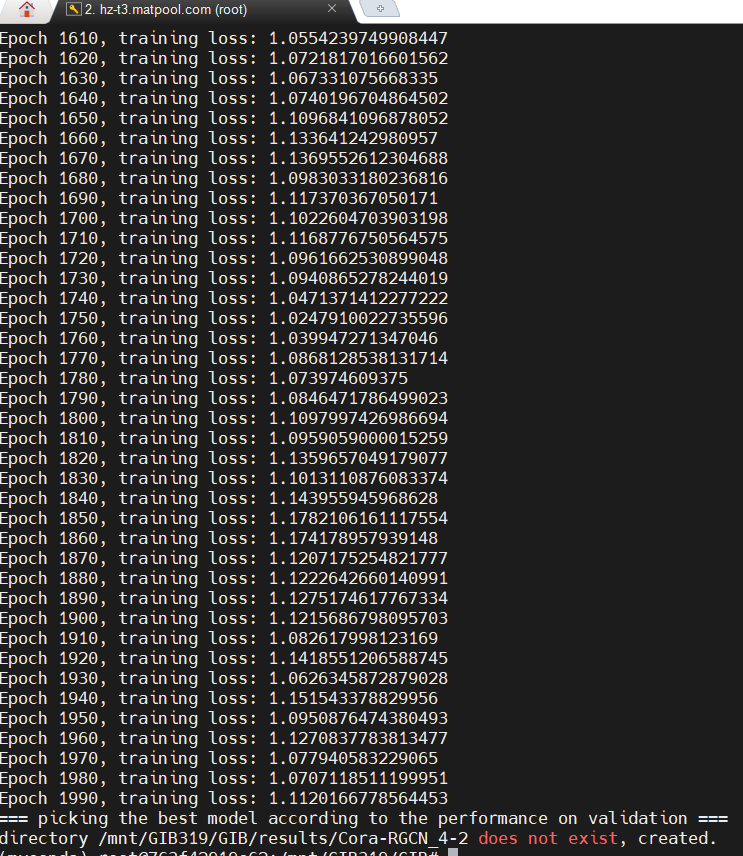 2. hz-t3.matpool.com (root)
Epoch 1610, training loss: 1.0554239749908447
Epoch 1620, training loss: 1.0721817016601562
Epoch 1630, training loss: 1.067331075668335
Epoch 1640, training loss: 1.0740196704864502
Epoch 1650, training loss: 1.1096841096878052
Epoch 1660, training loss: 1.133641242980957
Epoch 1670, training loss: 1.1369552612304688
Epoch 1680, training loss: 1.0983033180236816
Epoch 1690, training loss: 1.117370367050171
Epoch 1700, training loss: 1.1022604703903198
Epoch 1710, training loss: 1.1168776750564575
Epoch 1720, training loss: 1.0961662530899048
Epoch 1730, training loss: 1.0940865278244019
Epoch 1740, training loss: 1.0471371412277222
Epoch 1750, training loss: 1.0247910022735596
Epoch 1760, training loss: 1.039947271347046
Epoch 1770, training loss: 1.0868128538131714
Epoch 1780, training loss: 1.073974609375
Epoch 1790, training loss: 1.0846471786499023
Epoch 1800, training loss: 1.1097997426986694
Epoch 1810, training loss: 1.0959059000015259
Epoch 1820, training loss: 1.1359657049179077
Epoch 1830, training loss: 1.1013110876083374
Epoch 1840, training loss: 1.143955945968628
Epoch 1850, training loss: 1.1782106161117554
Epoch 1860, training loss: 1.174178957939148
Epoch 1870, training loss: 1.1207175254821777
Epoch 1880, training loss: 1.1222642660140991
Epoch 1890, training loss: 1.1275174617767334
Epoch 1900, training loss: 1.1215686798095703
Epoch 1910, training loss: 1.082617998123169
Epoch 1920, training loss: 1.1418551206588745
Epoch 1930, training loss: 1.0626345872879028
Epoch 1940, training loss: 1.151543378829956
Epoch 1950, training loss: 1.0950876474380493
Epoch 1960, training loss: 1.1270837783813477
Epoch 1970, training loss: 1.077940583229065
Epoch 1980, training loss: 1.0707118511199951
Epoch 1990, training loss: 1.1120166778564453
=== picking the best model according to the performance on validation ===
directory /mnt/GIB319/GIB/results/Cora-RGCN_4-2 does not exist, created.